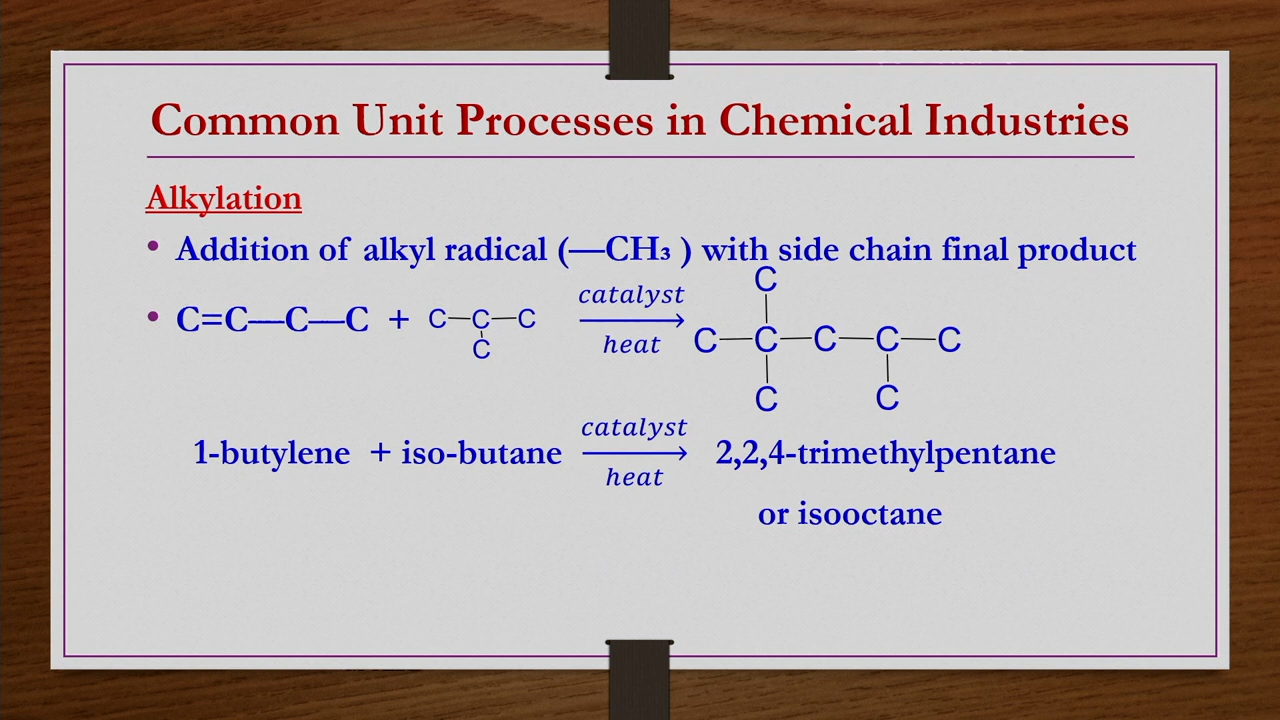 Common Unit Processes in Chemical Industries
Alkylation
• Addition of alkyl radical (—CH₃ ) with side chain final product
C
• C=C—C—C + C—C—C catalyst C—C—C—C—C
heat
C
C C
1-butylene + iso-butane catalyst 2,2,4-trimethylpentane
heat
or isooctane